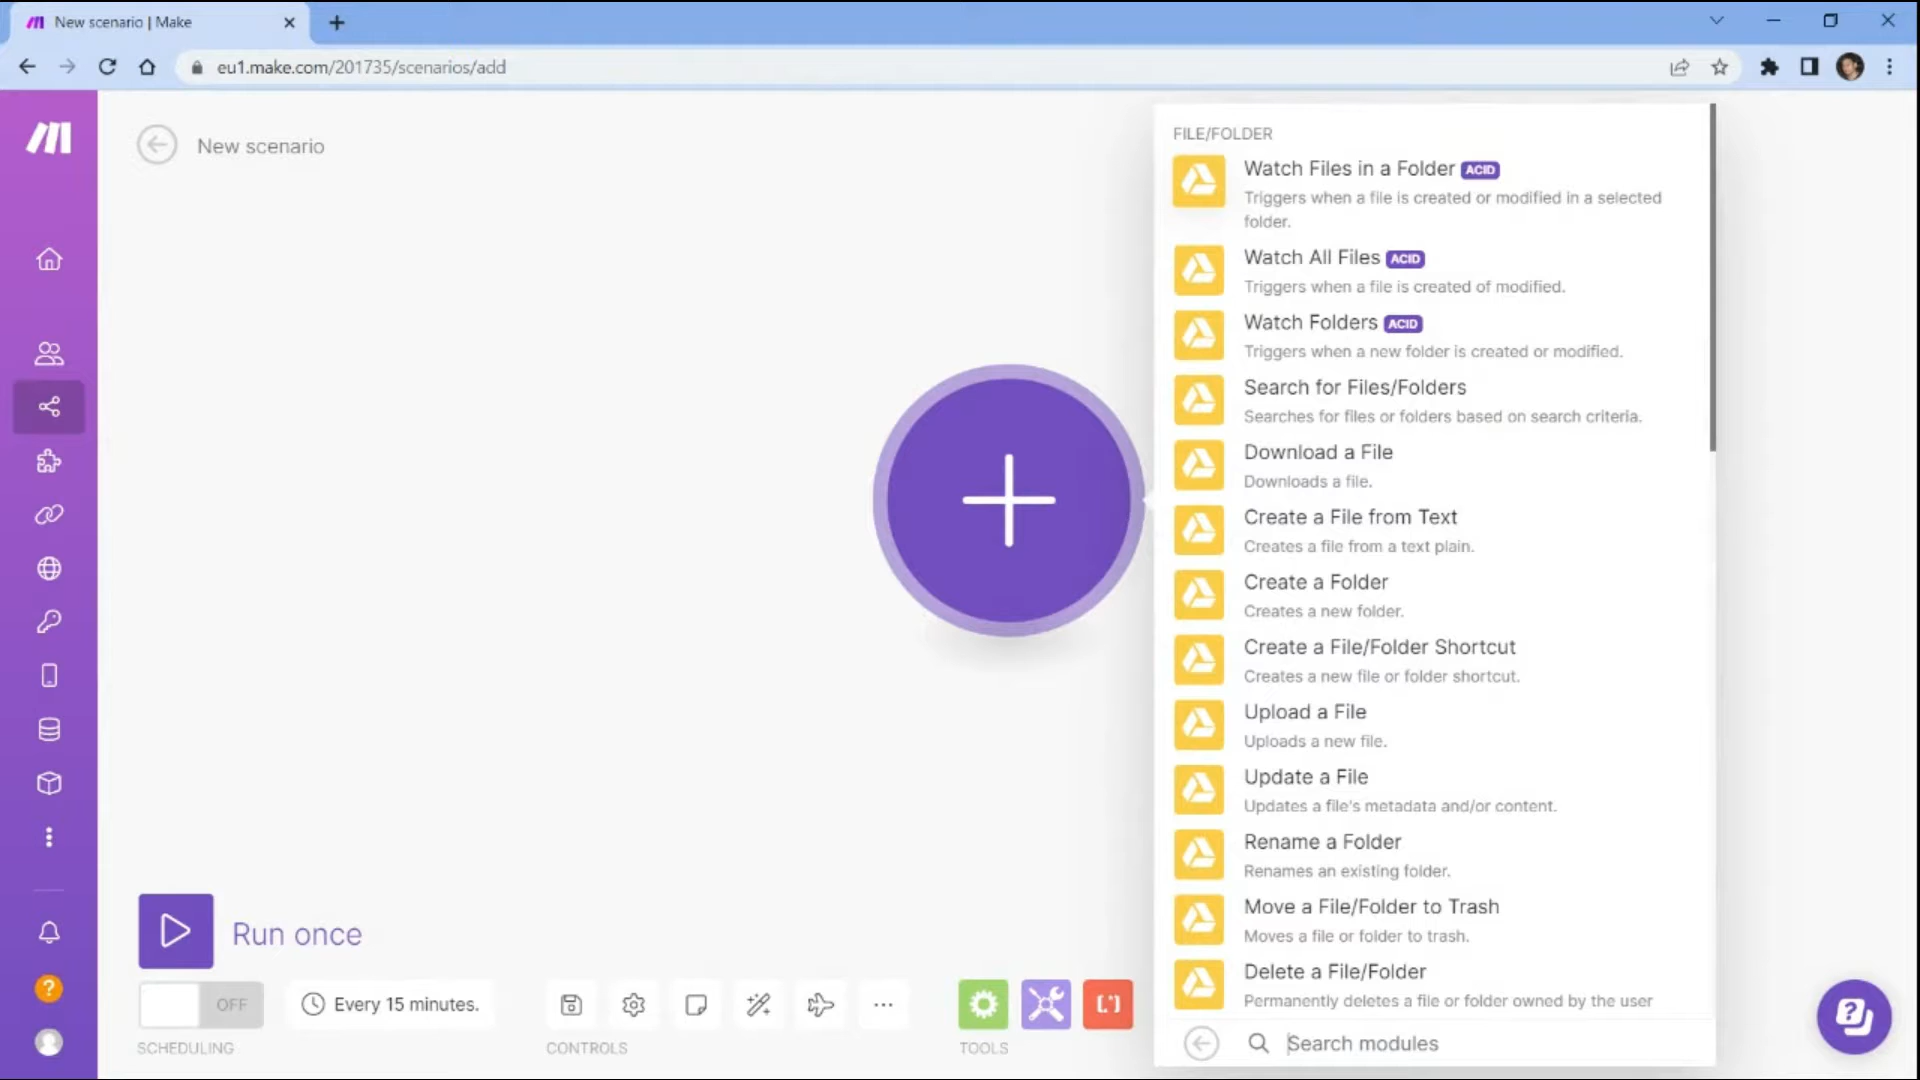 New scenario | Make
eu1.make.com/201735/scenarios/add
New scenario
FILE/FOLDER
Watch Files in a Folder ACID
Triggers when a file is created or modified in a selected
folder.
Watch All Files ACID
Triggers when a file is created of modified.
Watch Folders ACID
Triggers when a new folder is created or modified.
Search for Files/Folders
Searches for files or folders based on search criteria.
Download a File
Downloads a file.
Create a File from Text
Creates a file from a text plain.
Create a Folder
Creates a new folder.
Create a File/Folder Shortcut
Creates a new file or folder shortcut.
Upload a File
Uploads a new file.
Update a File
Updates a file's metadata and/or content.
Rename a Folder
Renames an existing folder.
Move a File/Folder to Trash
Moves a file or folder to trash.
Delete a File/Folder
Permanently deletes a file or folder owned by the user
Search modules
Run once
OFF
Every 15 minutes.
SCHEDULING
CONTROLS
TOOLS